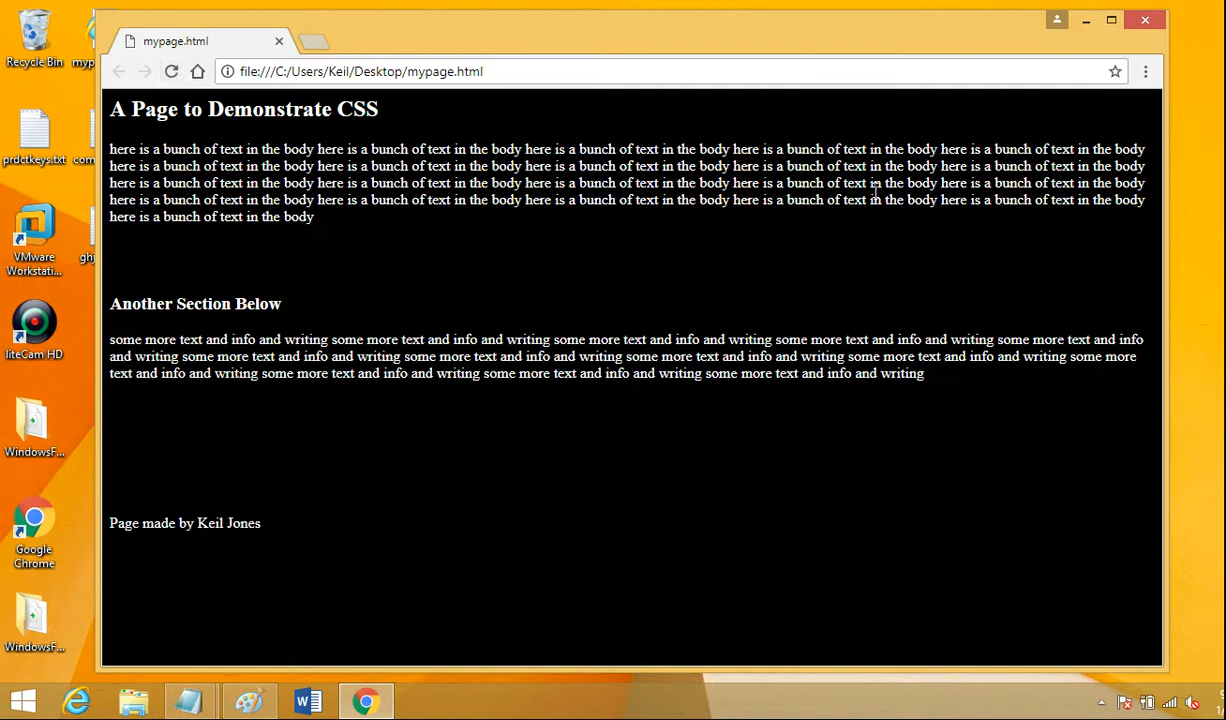 mypage.html
file:///C:/Users/Keil/Desktop/mypage.html
A Page to Demonstrate CSS
here is a bunch of text in the body here is a bunch of text in the body here is a bunch of text in the body here is a bunch of text in the body here is a bunch of text in the body
here is a bunch of text in the body here is a bunch of text in the body here is a bunch of text in the body here is a bunch of text in the body here is a bunch of text in the body
here is a bunch of text in the body here is a bunch of text in the body here is a bunch of text in the body here is a bunch of text in the body here is a bunch of text in the body
here is a bunch of text in the body here is a bunch of text in the body here is a bunch of text in the body here is a bunch of text in the body here is a bunch of text in the body
here is a bunch of text in the body
Another Section Below
some more text and info and writing some more text and info and writing some more text and info and writing some more text and info and writing some more text and info
and writing some more text and info and writing some more text and info and writing some more text and info and writing some more text and info and writing some more
text and info and writing some more text and info and writing some more text and info and writing some more text and info and writing
Page made by Keil Jones
Recycle Bin
myp
prdctkeys.txt
com
VMware
Workstati...
ghj
liteCam HD
WindowsF...
Google
Chrome
WindowsF...